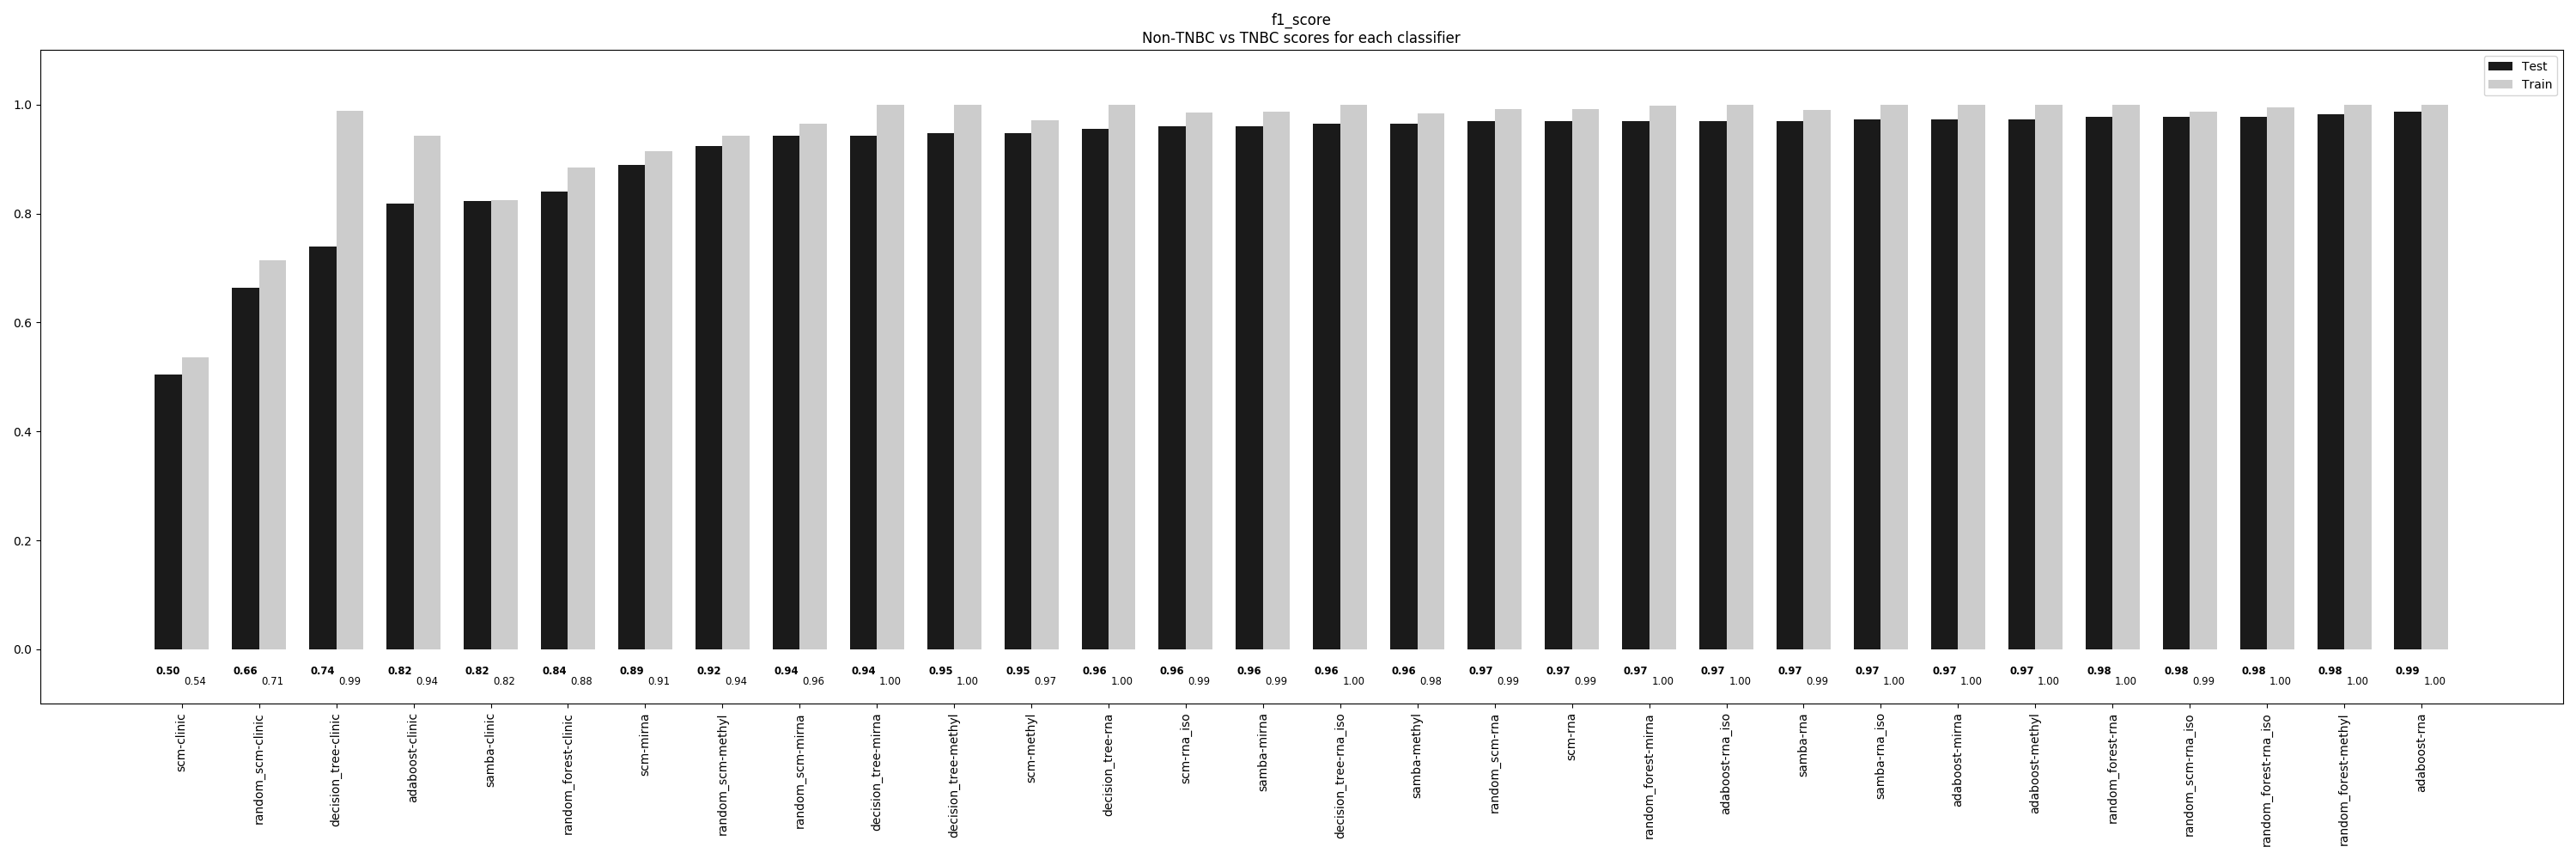 f1_score
Non-TNBC vs TNBC scores for each classifier
Test
Train
1.0
0.8
0.6
0.4
0.2
0.0
0.50 0.66 0.74 0.82 0.82 0.84 0.89 0.92 0.94 0.94 0.95 0.95 0.96 0.96 0.96 0.96 0.96 0.97 0.97 0.97 0.97 0.97 0.97 0.97 0.97 0.98 0.98 0.98 0.98 0.99
0.54 0.71 0.99 0.94 0.82 0.88 0.91 0.94 0.96 1.00 1.00 0.97 1.00 0.99 0.99 1.00 0.98 0.99 0.99 1.00 1.00 0.99 1.00 1.00 1.00 1.00 0.99 1.00 1.00 1.00
scm-clinic
random_scm-clinic
decision_tree-clinic
adaboost-clinic
samba-clinic
random_forest-clinic
scm-mirna
random_scm-methyl
random_scm-mirna
decision_tree-mirna
decision_tree-methyl
scm-methyl
decision_tree-rna
scm-rna_iso
samba-mirna
decision_tree-rna_iso
samba-methyl
random_scm-rna
scm-rna
random_forest-mirna
adaboost-rna_iso
samba-rna
samba-rna_iso
adaboost-mirna
adaboost-methyl
random_forest-rna
random_scm-rna_iso
random_forest-rna_iso
random_forest-methyl
adaboost-rna